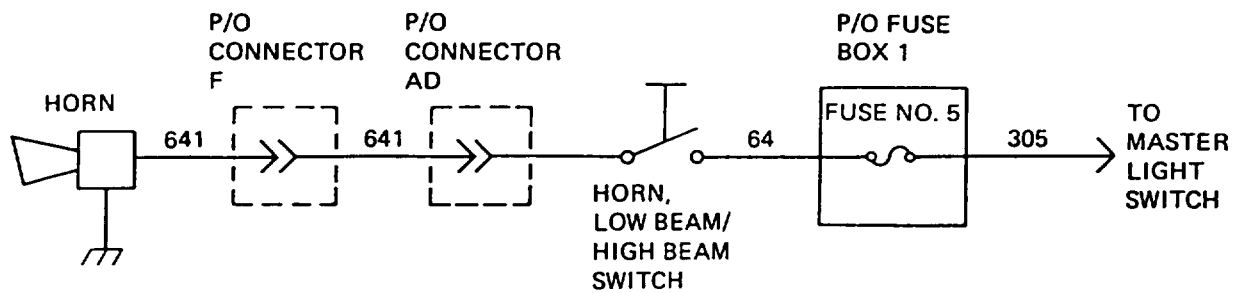 P/O
CONNECTOR
F
P/O
CONNECTOR
AD
P/O FUSE
BOX 1
HORN
641
641
64
FUSE NO. 5
305
TO
MASTER
LIGHT
SWITCH
HORN,
LOW BEAM/
HIGH BEAM
SWITCH